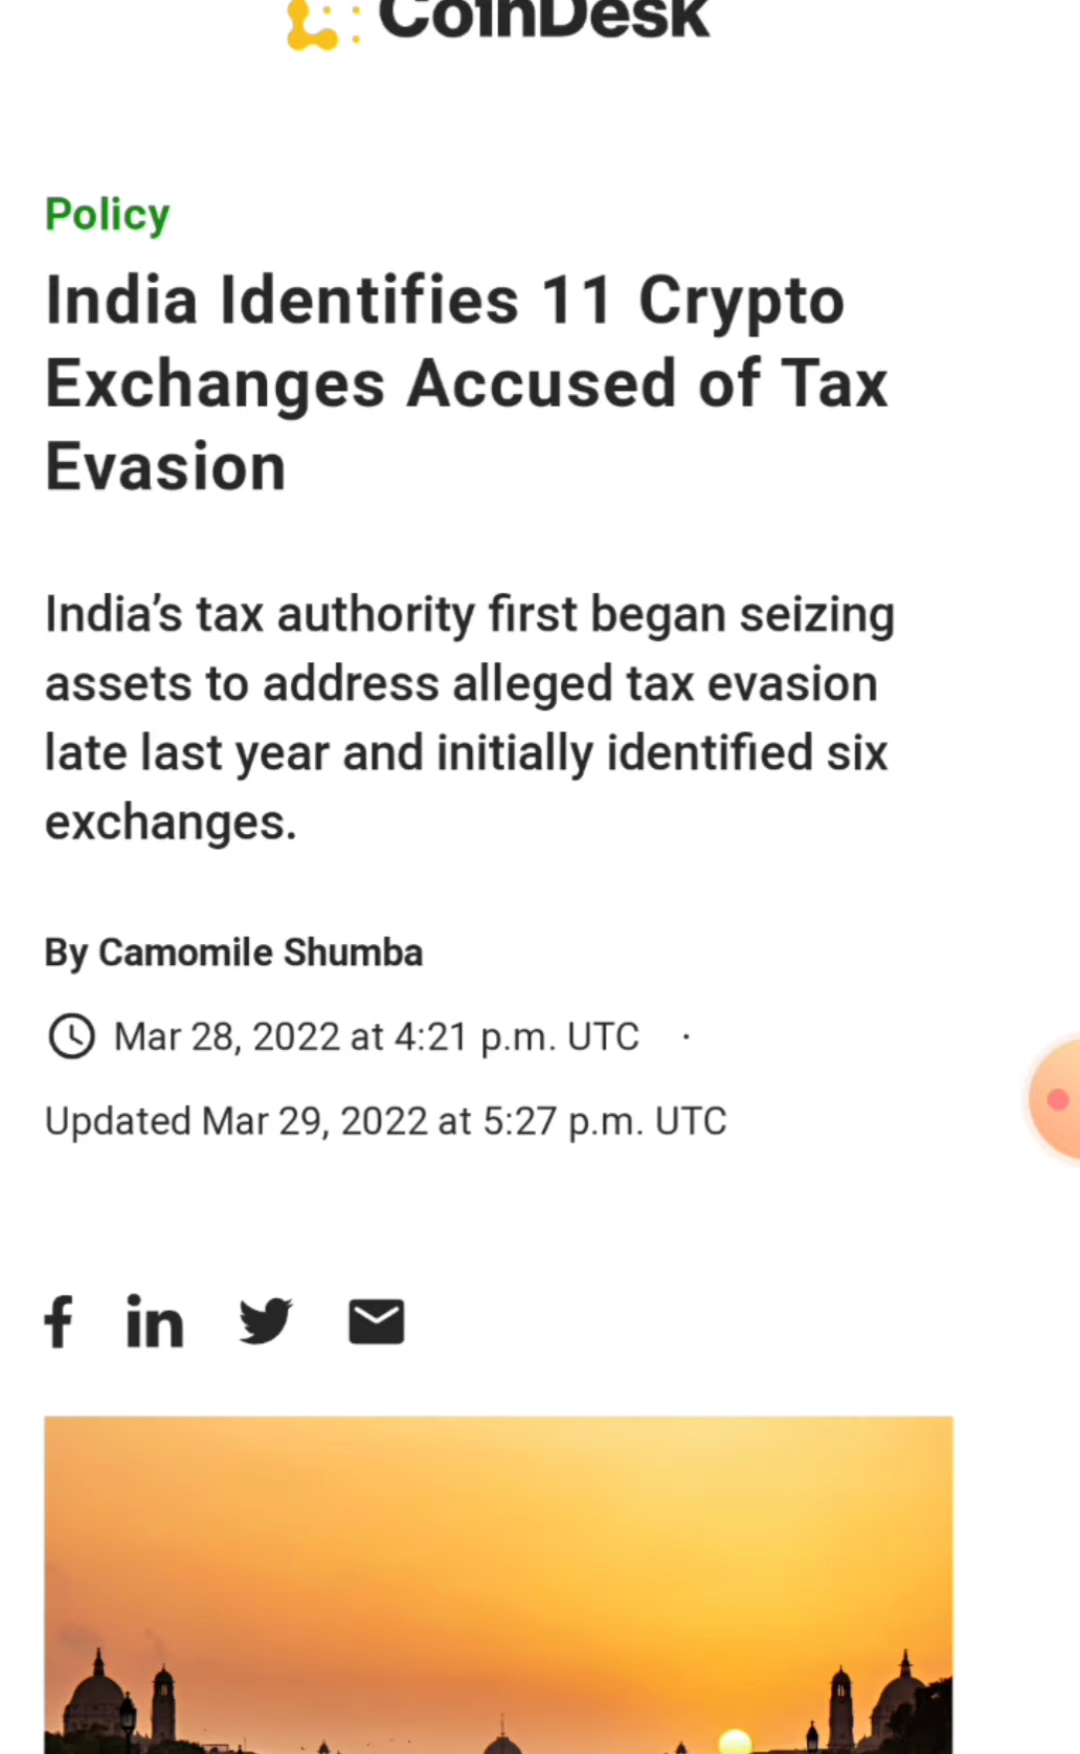 CoinDesk
Policy
India Identifies 11 Crypto
Exchanges Accused of Tax
Evasion
India’s tax authority first began seizing
assets to address alleged tax evasion
late last year and initially identified six
exchanges.
By Camomile Shumba
Mar 28, 2022 at 4:21 p.m. UTC ·
Updated Mar 29, 2022 at 5:27 p.m. UTC